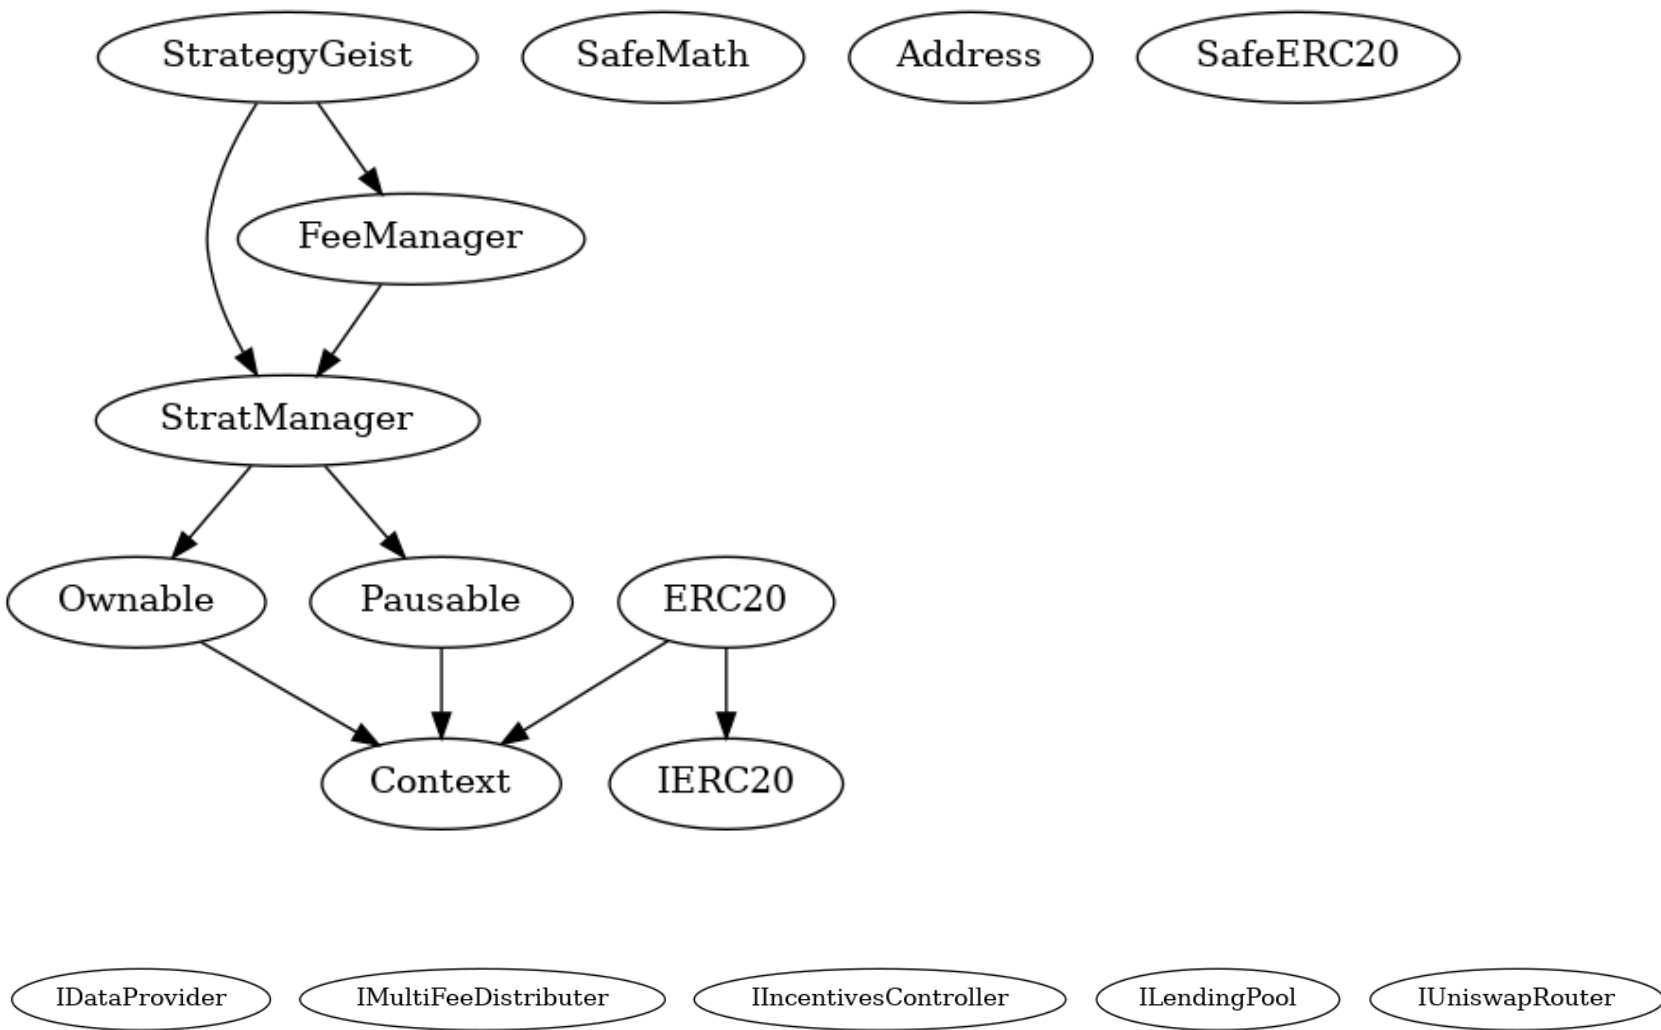 StrategyGeist
SafeMath
Address
SafeERC20
FeeManager
StratManager
Ownable
Pausable
ERC20
Context
IERC20
IDataProvider
IMultiFeeDistributer
IIncentivesController
ILendingPool
IUniswapRouter